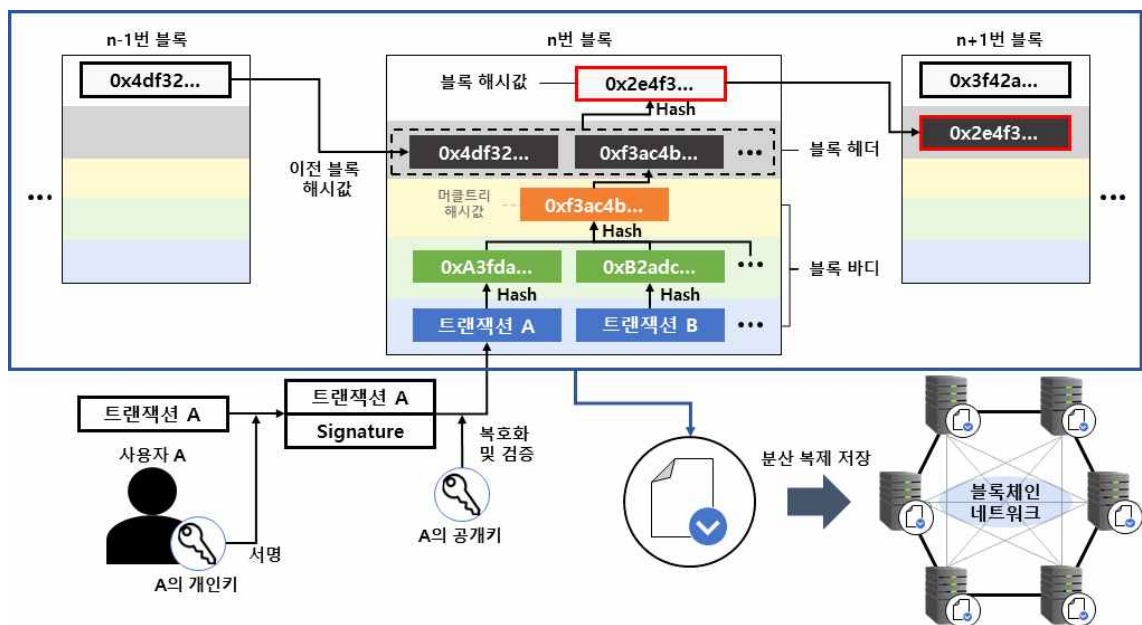 n-1번 블록
n번 블록
n+1번 블록
0x4df32...
블록 해시값
0x2e4f3...
0x3f42a...
Hash
0x4df32...
0xf3ac4b...
...
블록 헤더
0x2e4f3...
이전 블록
해시값
머클트리
해시값
0xf3ac4b...
...
...
Hash
0xA3fda...
0xB2adc...
...
블록 바디
Hash
Hash
트랜잭션 A
트랜잭션 B
...
트랜잭션 A
트랜잭션 A
Signature
복호화
및 검증
사용자 A
서명
A의 개인키
A의 공개키
분산 복제 저장
블록체인
네트워크